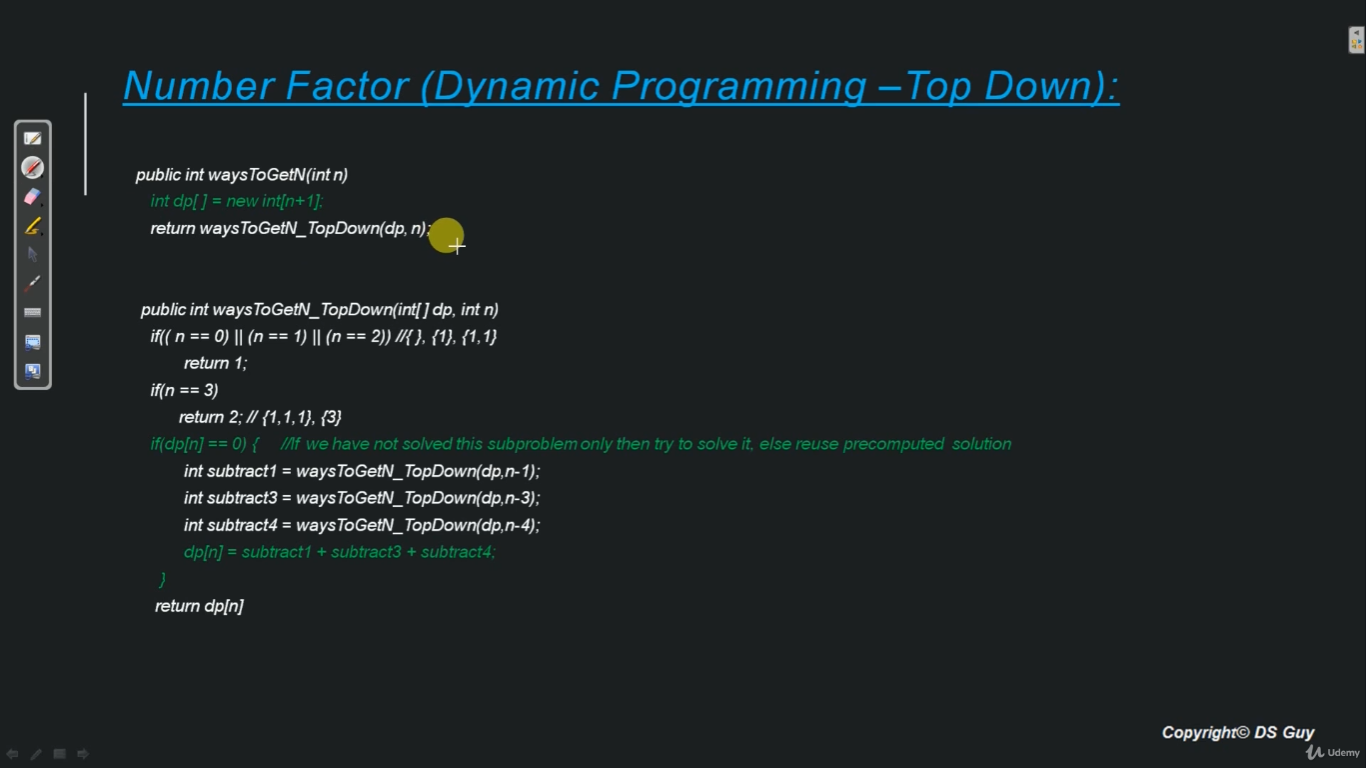 Number Factor (Dynamic Programming –Top Down):
public int waysToGetN(int n)
int dp[ ] = new int[n+1];
return waysToGetN_TopDown(dp, n);
public int waysToGetN_TopDown(int[ ] dp, int n)
if(( n == 0) || (n == 1) || (n == 2)) //{ }, {1}, {1,1}
return 1;
if(n == 3)
return 2; // {1,1,1}, {3}
if(dp[n] == 0) { //If we have not solved this subproblem only then try to solve it, else reuse precomputed solution
int subtract1 = waysToGetN_TopDown(dp,n-1);
int subtract3 = waysToGetN_TopDown(dp,n-3);
int subtract4 = waysToGetN_TopDown(dp,n-4);
dp[n] = subtract1 + subtract3 + subtract4;
}
return dp[n]
Copyright© DS Guy
Udemy